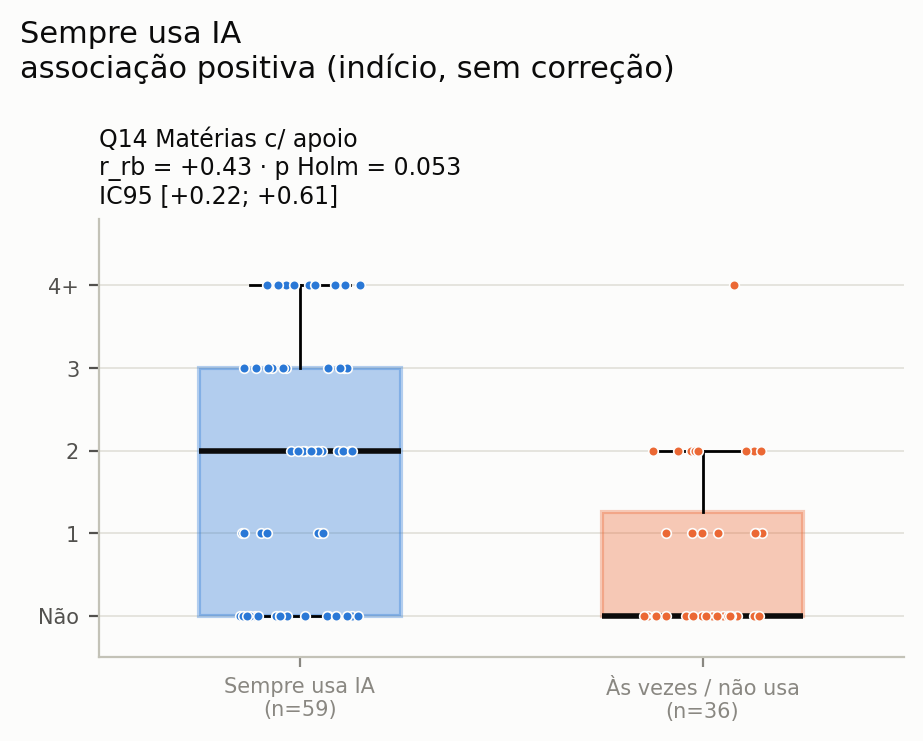 Sempre usa IA
associação positiva (indício, sem correção)
Q14 Matérias c/ apoio
r_rb = +0.43 · p Holm = 0.053
IC95 [+0.22; +0.61]
4+
3
2
1
Não
Sempre usa IA
(n=59)
Às vezes / não usa
(n=36)